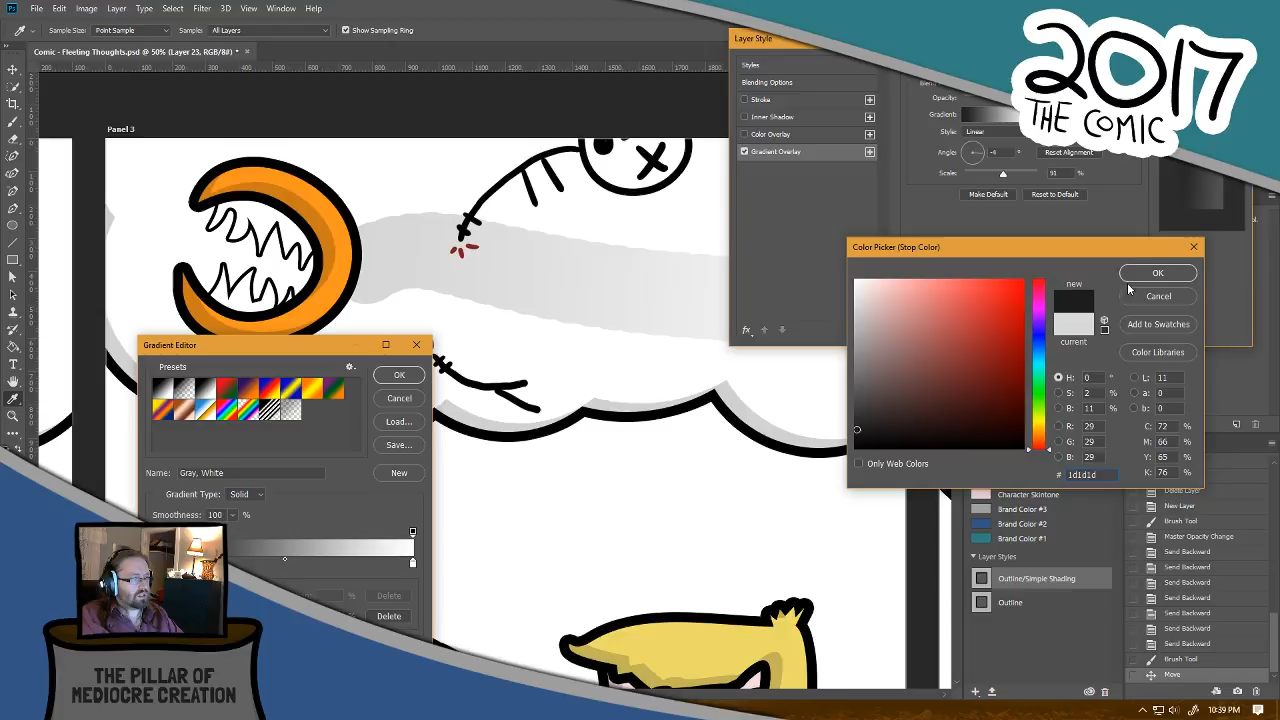 Ps File Edit Image Layer Type Select Filter 3D View Window Help
Sample Size: Point Sample Sample: All Layers Show Sampling Ring
Comic - Fleeting Thoughts.psd @ 50% (Layer 23, RGB/8#) * ×
Panel 3
Layer Style
Styles
Blending Options
Stroke
Inner Shadow
Color Overlay
Gradient Overlay
fx
Opacity:
Gradient:
Style: Linear
Angles: -4 ° Reset Alignment
Scale: 91 %
Make Default Reset to Default
2017
THE COMIC
Color Picker (Stop Color)
new
current
OK
Cancel
Add to Swatches
Color Libraries
H: 0 °
S: 2 %
B: 11 %
R: 29
G: 29
B: 29
L: 11
a: 0
b: 0
C: 72 %
M: 66 %
Y: 65 %
K: 76 %
# 1d1d1d
Only Web Colors
Gradient Editor
Presets
OK
Cancel
Load...
Save...
Name: Gray, White
New
Gradient Type: Solid
Smoothness: 100 %
% Delete
Delete
Character Skintone
Brand Color #3
Brand Color #2
Brand Color #1
Layer Styles
Outline/Simple Shading
Outline
Delete Layer
New Layer
Brush Tool
Master Opacity Change
Send Backward
Send Backward
Send Backward
Send Backward
Send Backward
Send Backward
Send Backward
Brush Tool
Move
THE PILLAR OF
MEDIOCRE CREATION
10:39 PM